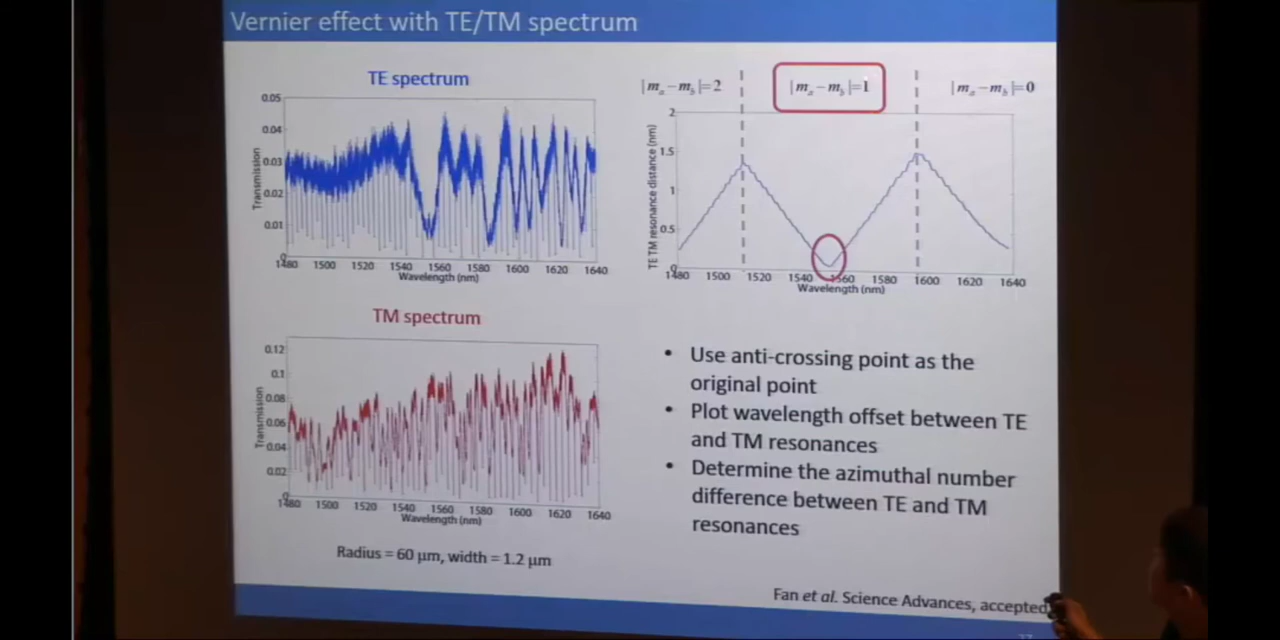 Vernier effect with TE/TM spectrum
TE spectrum
0.05
0.04
0.03
0.02
0.01
0
Transmission
1480 1500 1520 1540 1560 1580 1600 1620 1640
Wavelength (nm)
TM spectrum
0.12
0.1
0.08
0.06
0.04
0.02
0
Transmission
1480 1500 1520 1540 1560 1580 1600 1620 1640
Wavelength (nm)
Radius = 60 μm, width = 1.2 μm
|mₐ − m_b|=2 |mₐ − m_b|=1 |mₐ − m_b|=0
2
1.5
1
0.5
0
TE TM resonance distance (nm)
1480 1500 1520 1540 1560 1580 1600 1620 1640
Wavelength (nm)
• Use anti-crossing point as the
original point
• Plot wavelength offset between TE
and TM resonances
• Determine the azimuthal number
difference between TE and TM
resonances
Fan et al. Science Advances, accepted